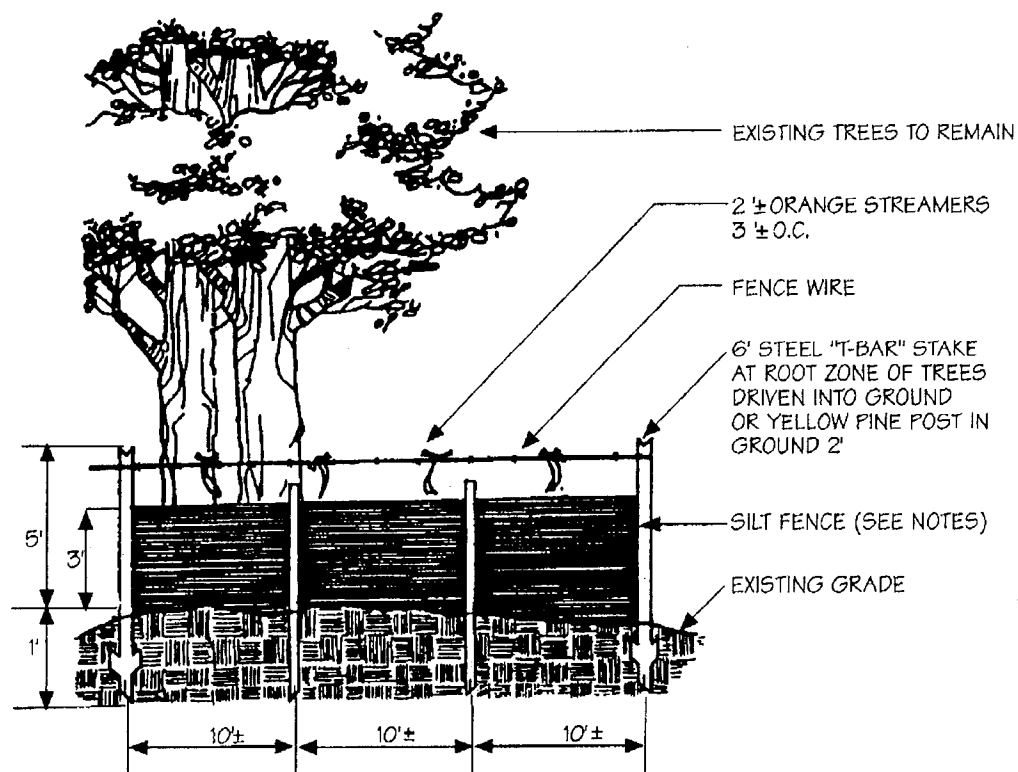 EXISTING TREES TO REMAIN
2'± ORANGE STREAMERS
3'± O.C.
FENCE WIRE
6' STEEL "T-BAR" STAKE
AT ROOT ZONE OF TREES
DRIVEN INTO GROUND
OR YELLOW PINE POST IN
GROUND 2'
5'
3'
SILT FENCE (SEE NOTES)
EXISTING GRADE
1'
10'± 10'± 10'±